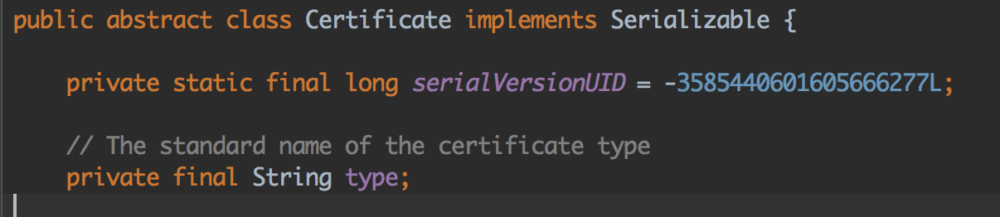 public abstract class Certificate implements Serializable {
private static final long serialVersionUID = -3585440601605666277L;
// The standard name of the certificate type
private final String type;